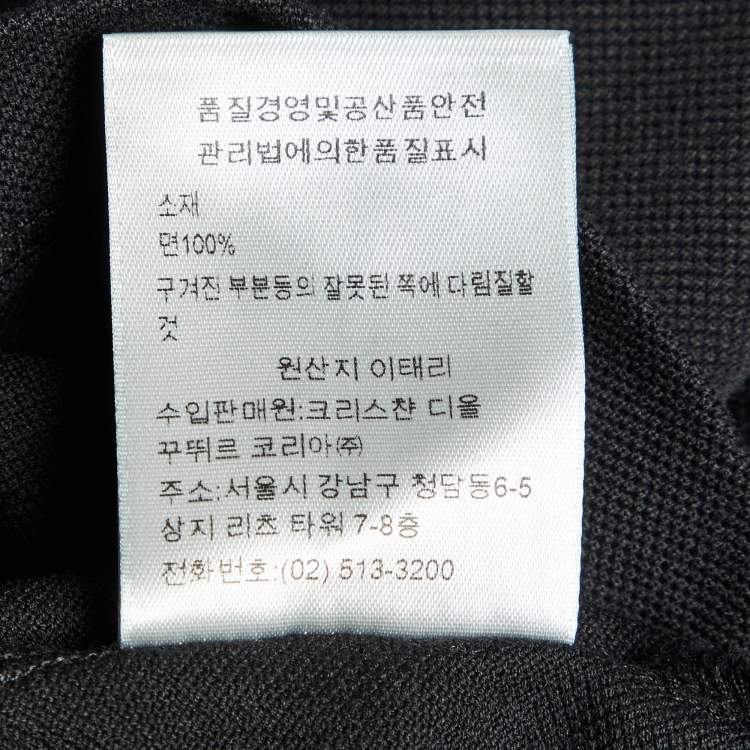 품질경영및공산품안전
관리법에의한품질표시
소재
면100%
구겨진 부분등의 잘못된 쪽에 다림질할
것
원산지 이태리
수입판매원:크리스챤 디올
꾸뛰르 코리아㈜
주소:서울시 강남구 청담동6-5
상지 리츠 타워 7-8층
전화번호:(02) 513-3200